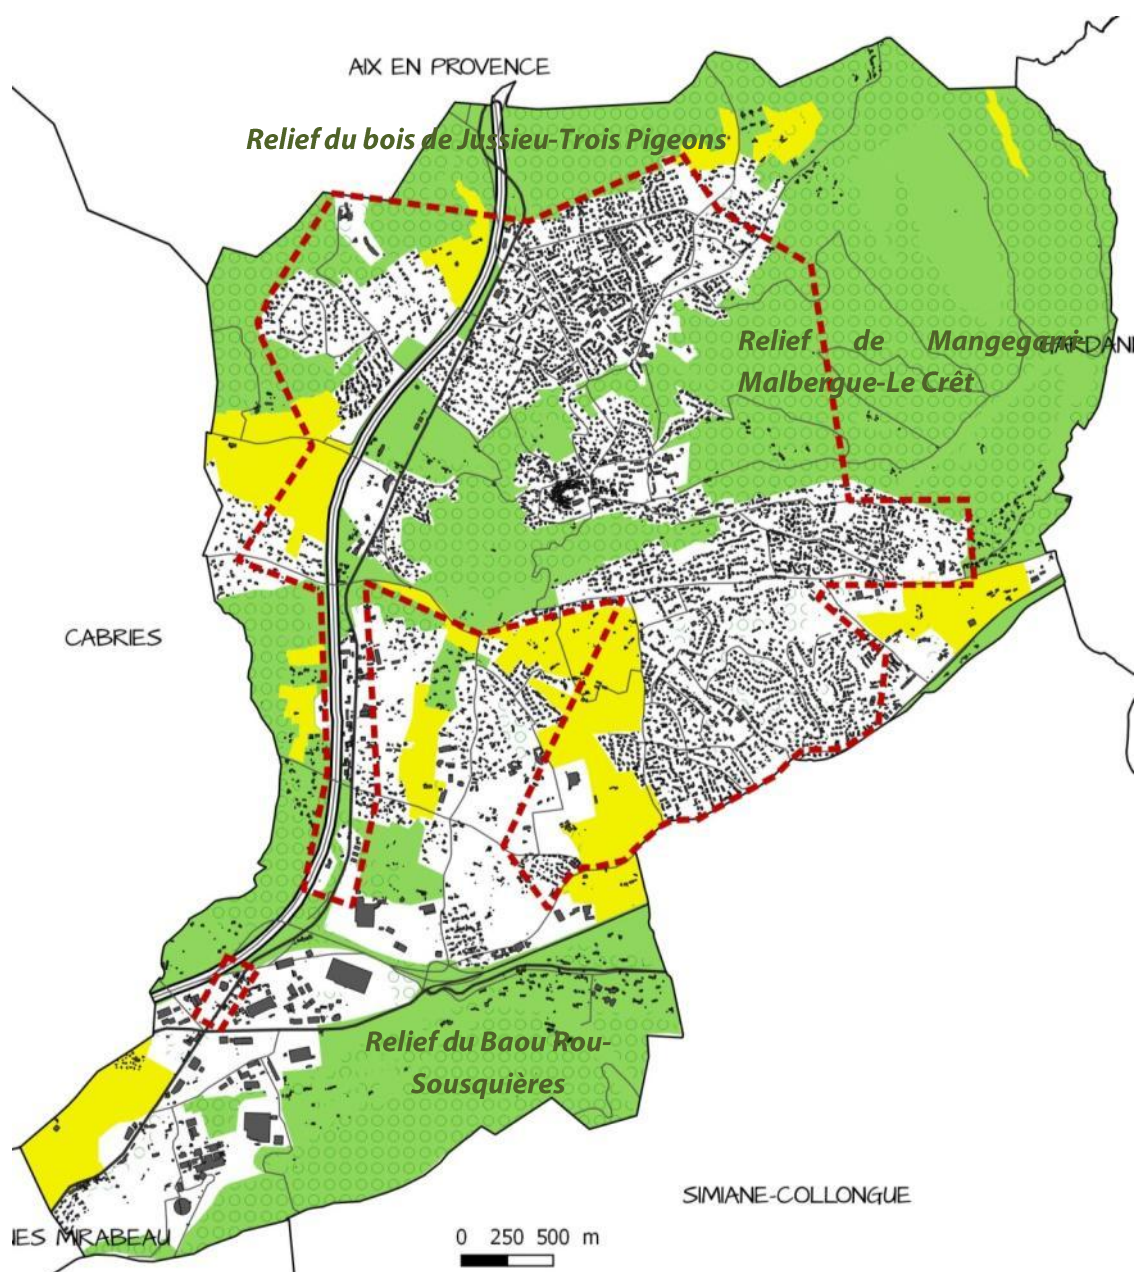 AIX EN PROVENCE
Relief du bois de Jussieu-Trois Pigeons
Relief de Mangegarri-
Malbergue-Le Crêt
CABRIES
Relief du Baou Rou-
Sousquières
SIMIANE-COLLONGUE
NES MIRABEAU
0 250 500 m